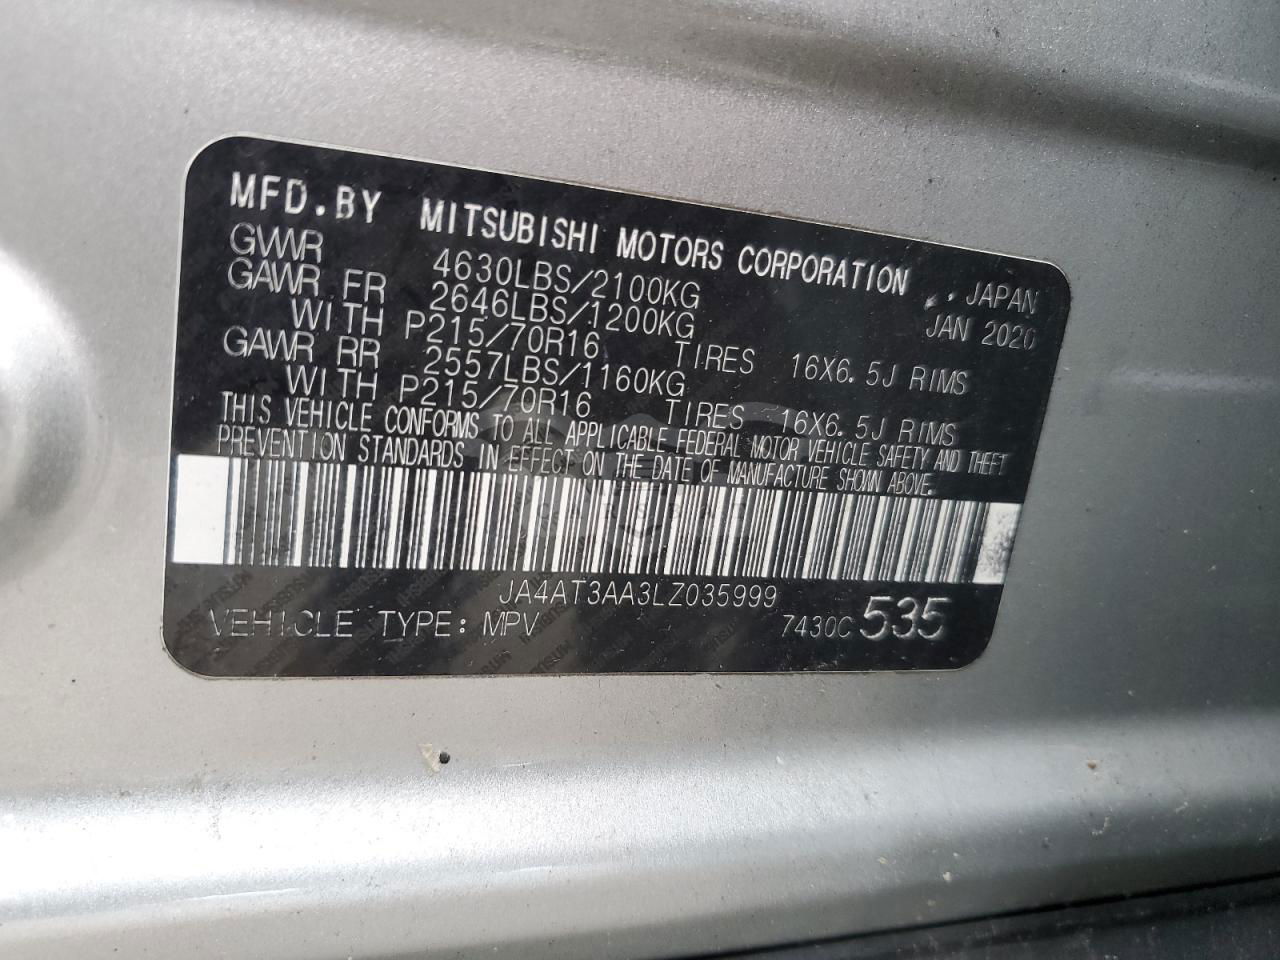 MFD.BY MITSUBISHI MOTORS CORPORATION JAPAN
GVWR 4630LBS/2100KG JAN 2020
GAWR FR 2646LBS/1200KG
WITH P215/70R16 TIRES 16X6.5J RIMS
GAWR RR 2557LBS/1160KG
WITH P215/70R16 TIRES 16X6.5J RIMS
THIS VEHICLE CONFORMS TO ALL APPLICABLE FEDERAL MOTOR VEHICLE SAFETY AND THEFT
PREVENTION STANDARDS IN EFFECT ON THE DATE OF MANUFACTURE SHOWN ABOVE.
JA4AT3AA3LZ035999
VEHICLE TYPE: MPV 7430C 535